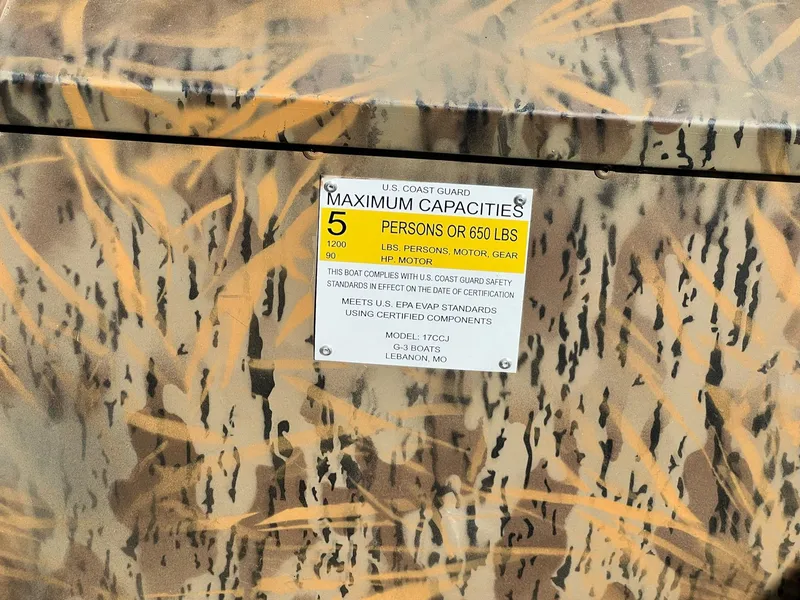 U.S. COAST GUARD
MAXIMUM CAPACITIES
5 PERSONS OR 650 LBS
1200 LBS, PERSONS, MOTOR, GEAR
90 HP. MOTOR
THIS BOAT COMPLIES WITH U.S. COAST GUARD SAFETY
STANDARDS IN EFFECT ON THE DATE OF CERTIFICATION
MEETS U.S. EPA EVAP STANDARDS
USING CERTIFIED COMPONENTS
MODEL: 17CCJ
G-3 BOATS
LEBANON, MO